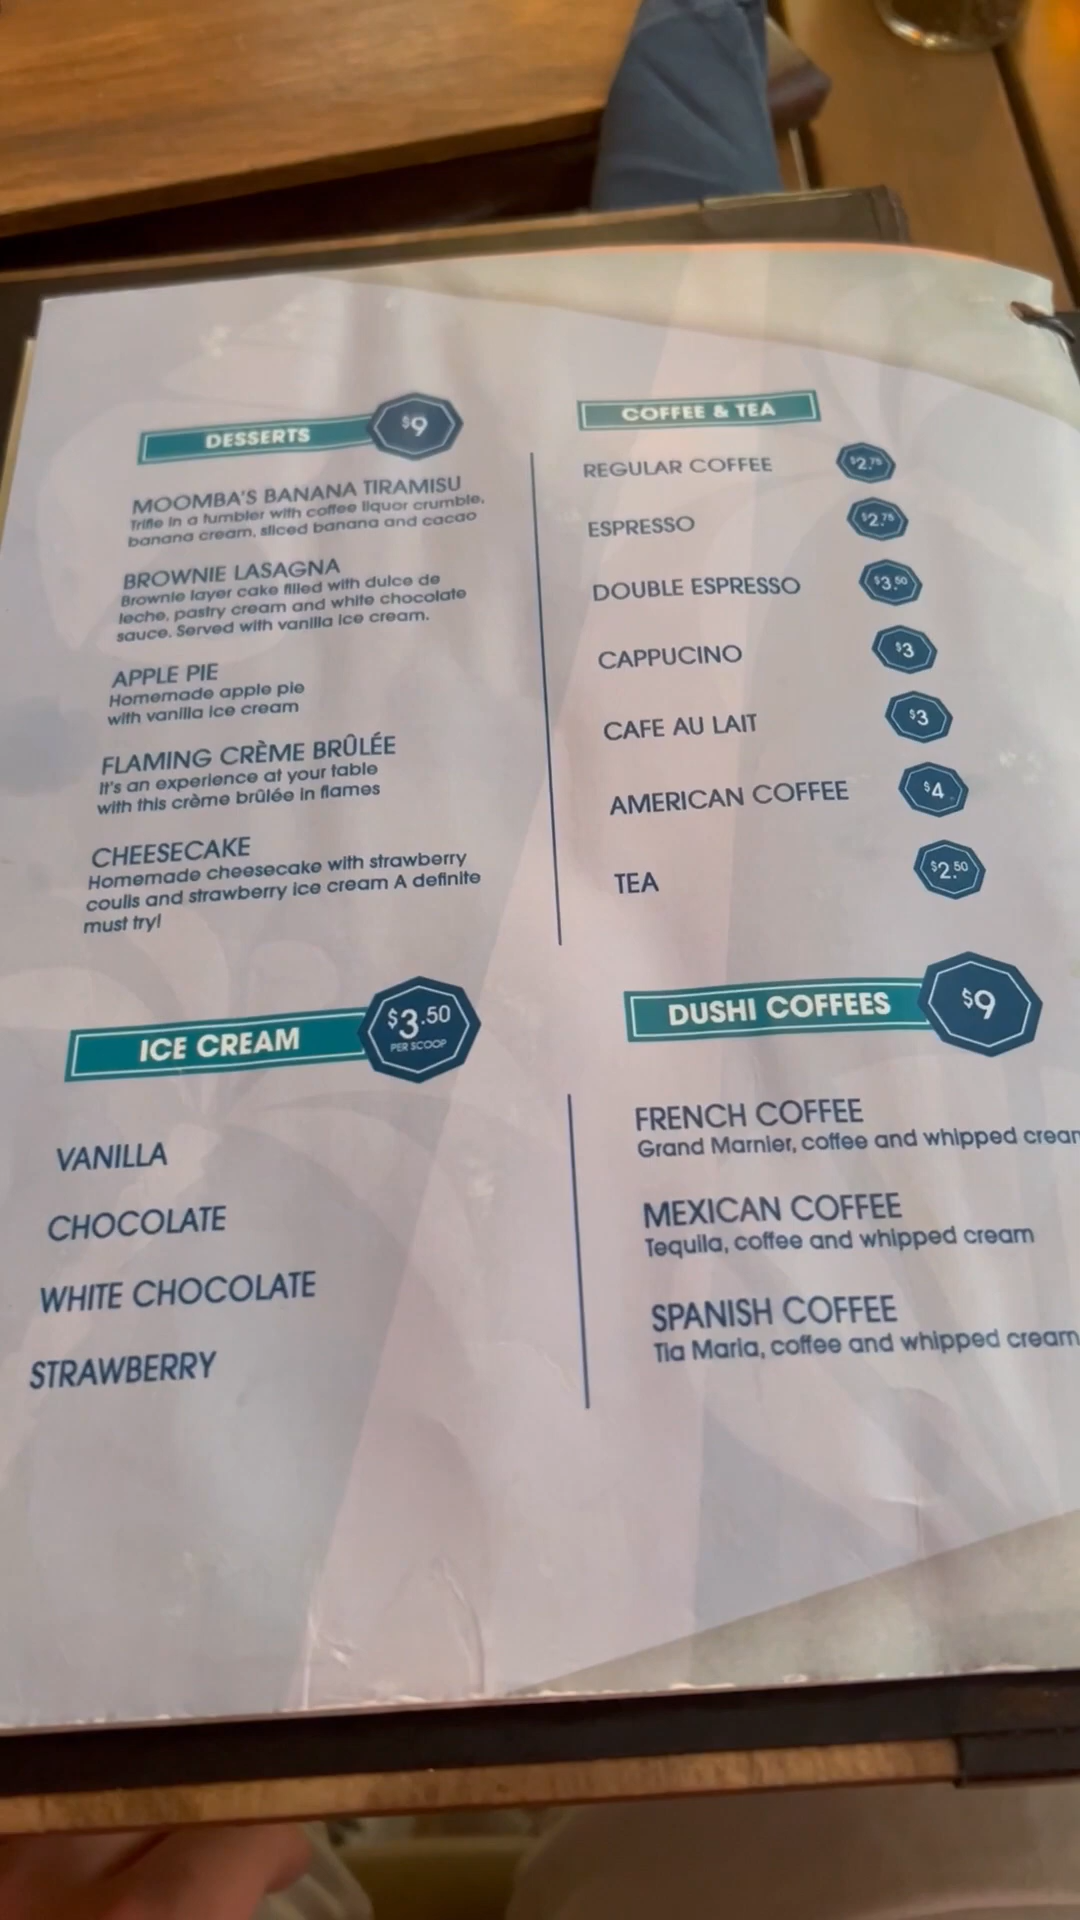 DESSERTS $9
MOOMBA'S BANANA TIRAMISU
Trifle in a tumbler with coffee liquor crumble,
banana cream, sliced banana and cacao
BROWNIE LASAGNA
Brownie layer cake filled with dulce de
leche, pastry cream and white chocolate
sauce. Served with vanilla ice cream.
APPLE PIE
Homemade apple pie
with vanilla ice cream
FLAMING CRÈME BRÛLÉE
It's an experience at your table
with this crème brûlée in flames
CHEESECAKE
Homemade cheesecake with strawberry
coulis and strawberry ice cream A definite
must try!
COFFEE & TEA
REGULAR COFFEE $2.75
ESPRESSO $2.75
DOUBLE ESPRESSO $3.50
CAPPUCINO $3
CAFE AU LAIT $3
AMERICAN COFFEE $4
TEA $2.50
ICE CREAM $3.50
PER SCOOP
VANILLA
CHOCOLATE
WHITE CHOCOLATE
STRAWBERRY
DUSHI COFFEES $9
FRENCH COFFEE
Grand Marnier, coffee and whipped crean
MEXICAN COFFEE
Tequila, coffee and whipped cream
SPANISH COFFEE
Tia Maria, coffee and whipped cream